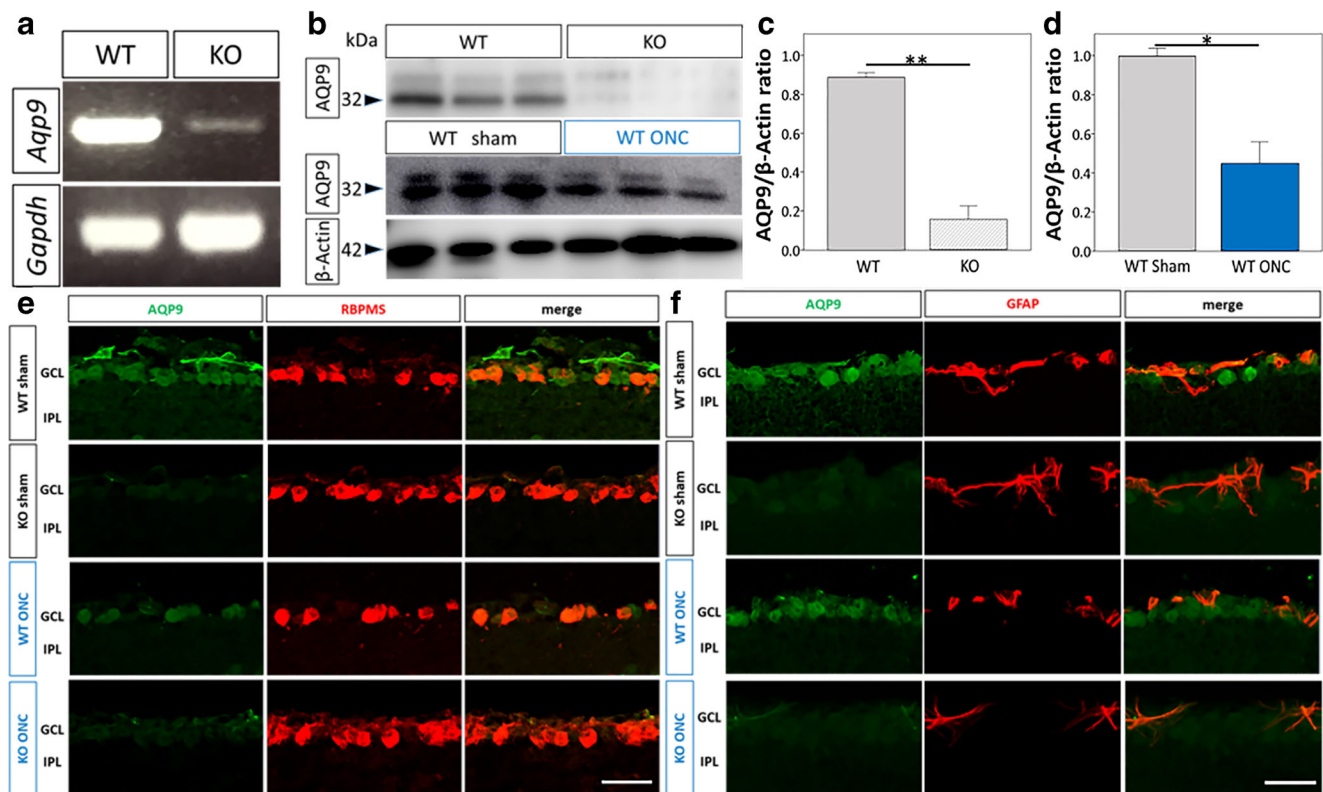 a
WT KO
Aqp9
Gapdh
b
kDa WT KO
AQP9
32
WT sham WT ONC
AQP9
32
β-Actin
42
c
AQP9/β-Actin ratio
1.0
0.8
0.6
0.4
0.2
0.0
**
WT KO
d
AQP9/β-Actin ratio
1.0
0.8
0.6
0.4
0.2
0.0
*
WT Sham WT ONC
e
AQP9 RBPMS merge
WT sham
GCL
IPL
KO sham
GCL
IPL
WT ONC
GCL
IPL
KO ONC
GCL
IPL
f
AQP9 GFAP merge
WT sham
GCL
IPL
KO sham
GCL
IPL
WT ONC
GCL
IPL
KO ONC
GCL
IPL